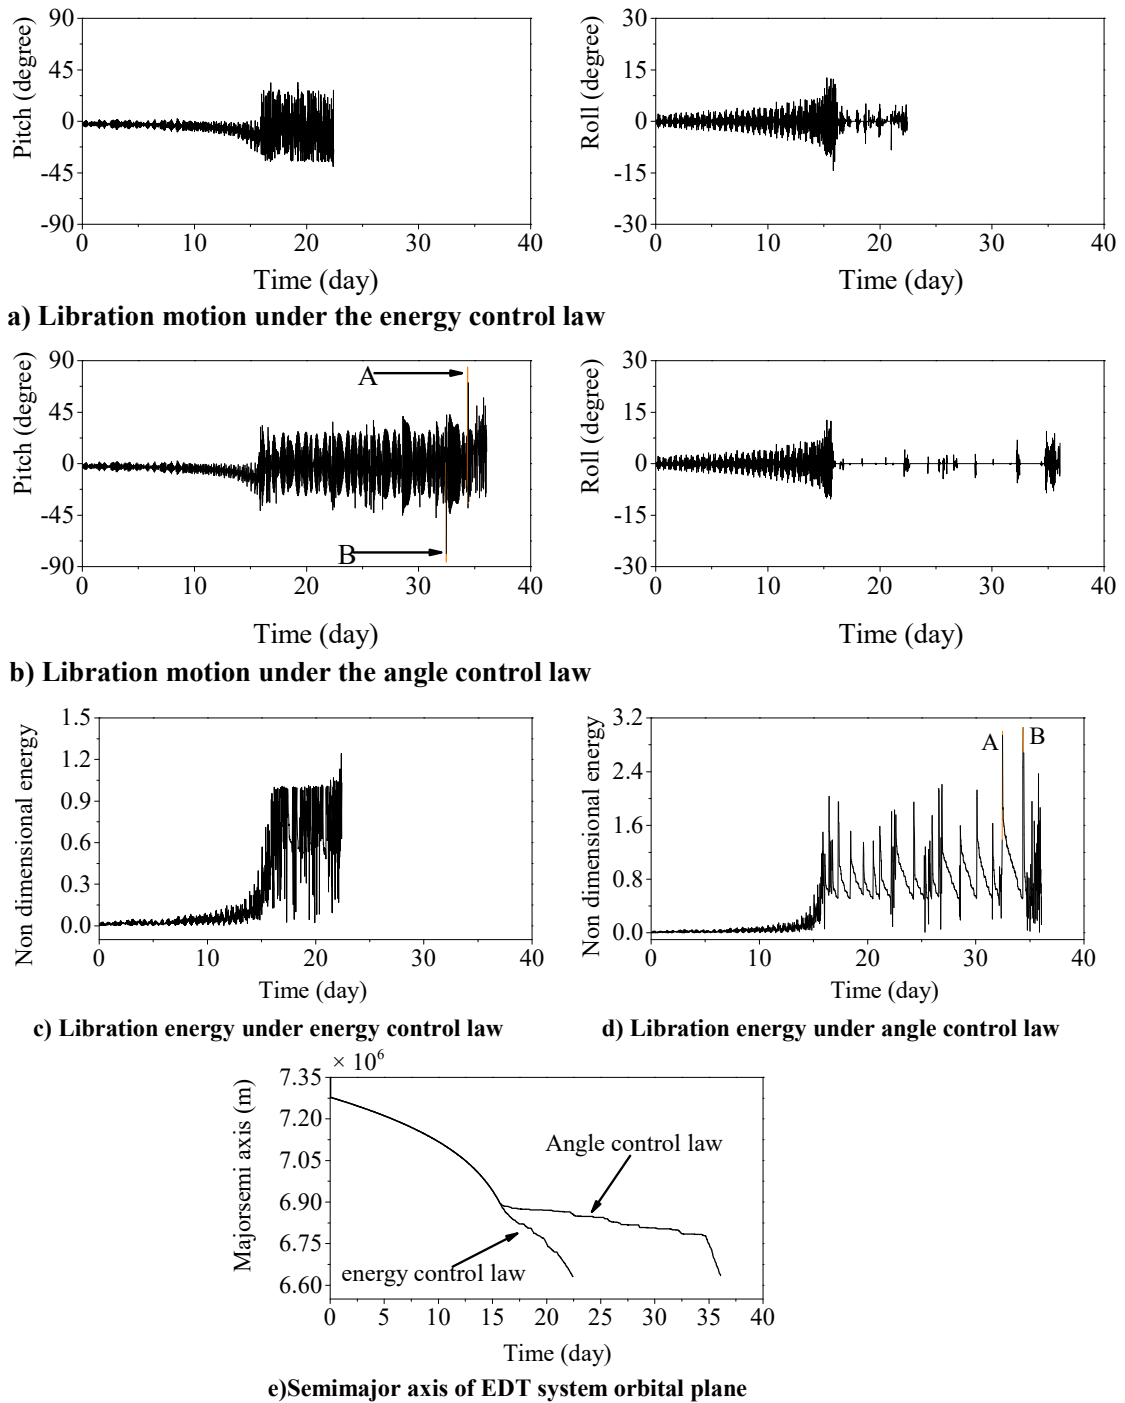 Pitch (degree)
90
45
0
-45
-90
0 10 20 30 40
Time (day)
Roll (degree)
30
15
0
-15
-30
0 10 20 30 40
Time (day)
a) Libration motion under the energy control law
Pitch (degree)
90
45
0
-45
-90
A
B
0 10 20 30 40
Time (day)
Roll (degree)
30
15
0
-15
-30
0 10 20 30 40
Time (day)
b) Libration motion under the angle control law
Non dimensional energy
1.5
1.2
0.9
0.6
0.3
0.0
0 10 20 30 40
Time (day)
c) Libration energy under energy control law
Non dimensional energy
3.2
2.4
1.6
0.8
0.0
A B
0 10 20 30 40
Time (day)
d) Libration energy under angle control law
× 10⁶
Majorsemi axis (m)
7.35
7.20
7.05
6.90
6.75
6.60
Angle control law
energy control law
0 5 10 15 20 25 30 35 40
Time (day)
e)Semimajor axis of EDT system orbital plane